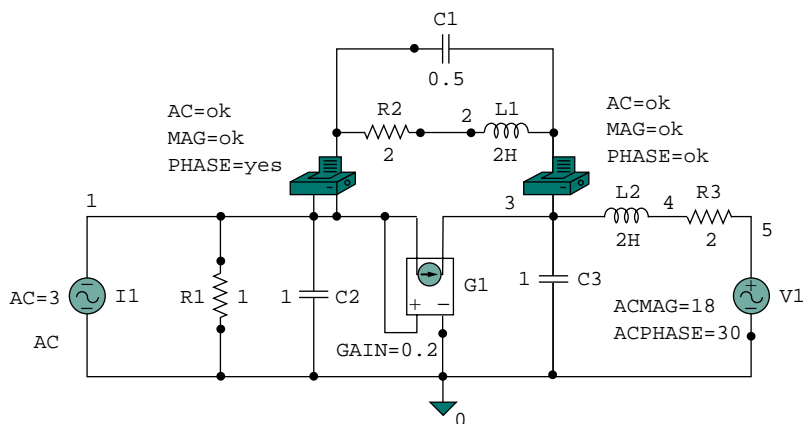 C1
0.5
AC=ok
MAG=ok
PHASE=yes
R2
2
2
L1
2H
AC=ok
MAG=ok
PHASE=ok
1
3
L2
2H
4
R3
2
5
AC=3
I1
AC
R1
1
1
C2
+ −
G1
GAIN=0.2
1
C3
ACMAG=18
ACPHASE=30
V1
0